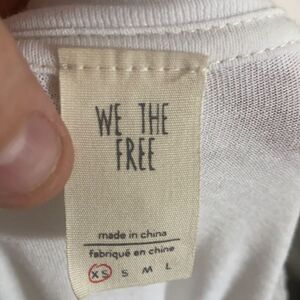 WE THE
FREE
made in china
fabriqué en chine
XS S M L